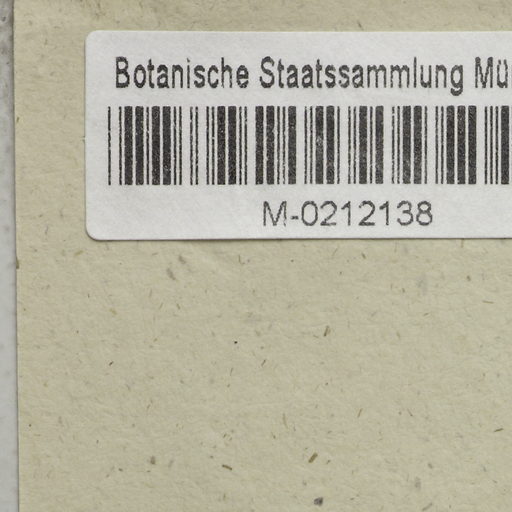 Botanische Staatssammlung Mü
M-0212138